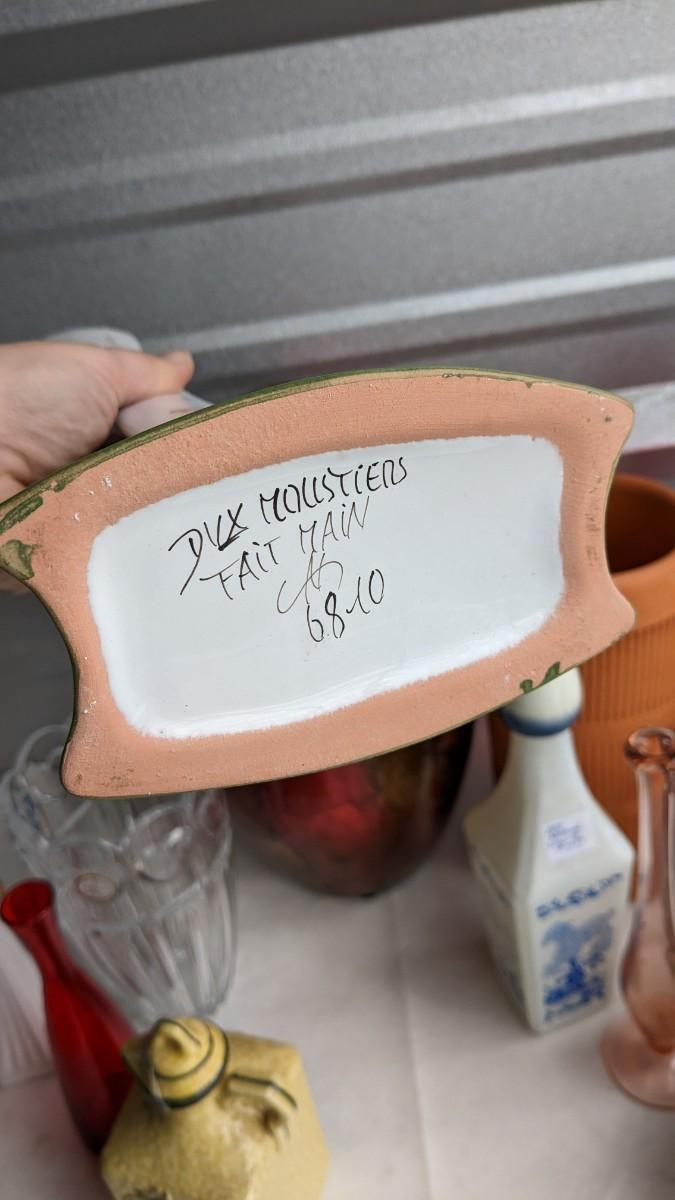 DUX MOUSTIERS
FAIT MAIN
6810